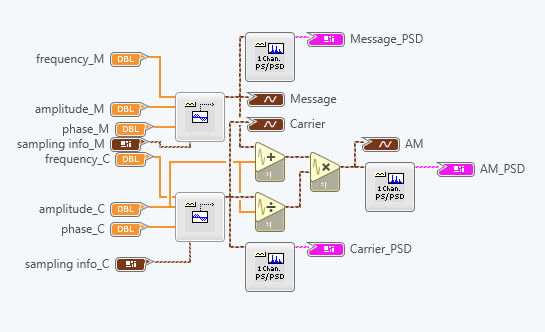 Message_PSD
frequency_M
DBL
1 Chan.
PS/PSD
amplitude_M
DBL
Message
phase_M
DBL
Carrier
sampling info_M
AM
frequency_C
DBL
AM_PSD
1 Chan.
PS/PSD
amplitude_C
DBL
phase_C
DBL
Carrier_PSD
sampling info_C
1 Chan.
PS/PSD